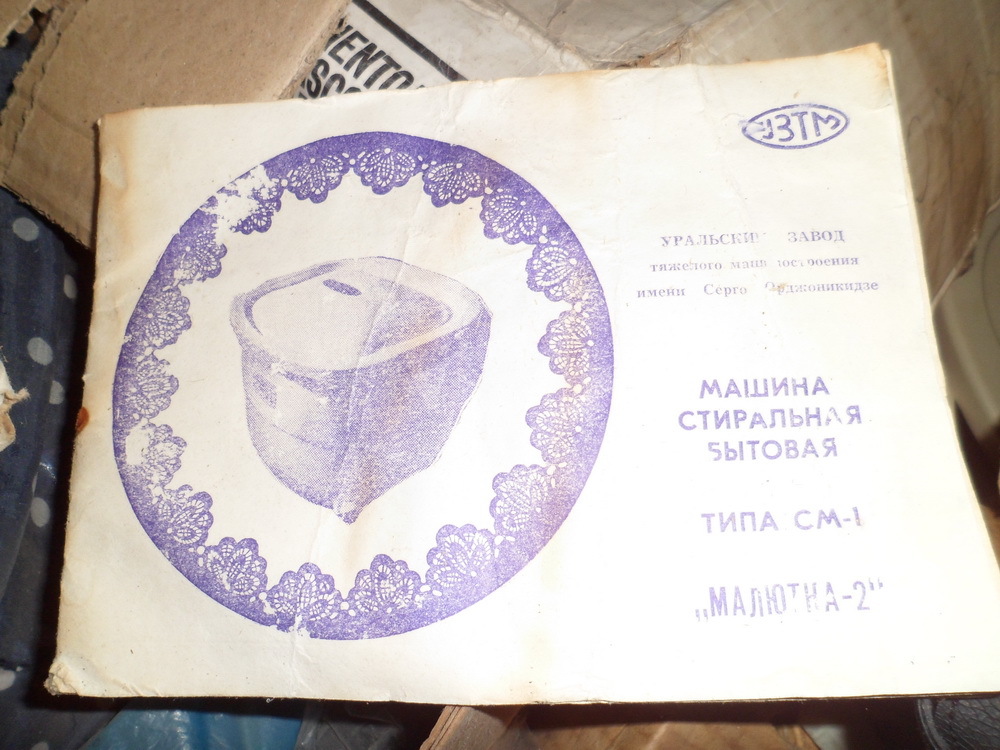 УЗТМ
УРАЛЬСКИЙ ЗАВОД
тяжелого машиностроения
имени Серго Орджоникидзе
МАШИНА
СТИРАЛЬНАЯ
БЫТОВАЯ
ТИПА СМ-1
„МАЛЮТКА-2"